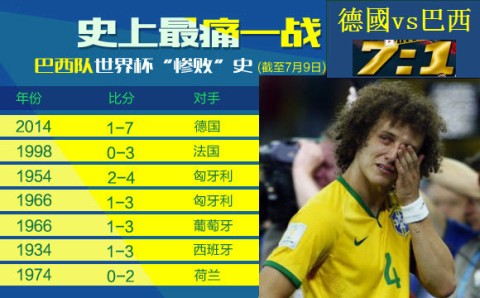 史上最痛一战
德國vs巴西
7:1
巴西队世界杯“惨败”史 (截至7月9日)
年份 比分 对手
2014 1-7 德国
1998 0-3 法国
1954 2-4 匈牙利
1966 1-3 匈牙利
1966 1-3 葡萄牙
1934 1-3 西班牙
1974 0-2 荷兰
4